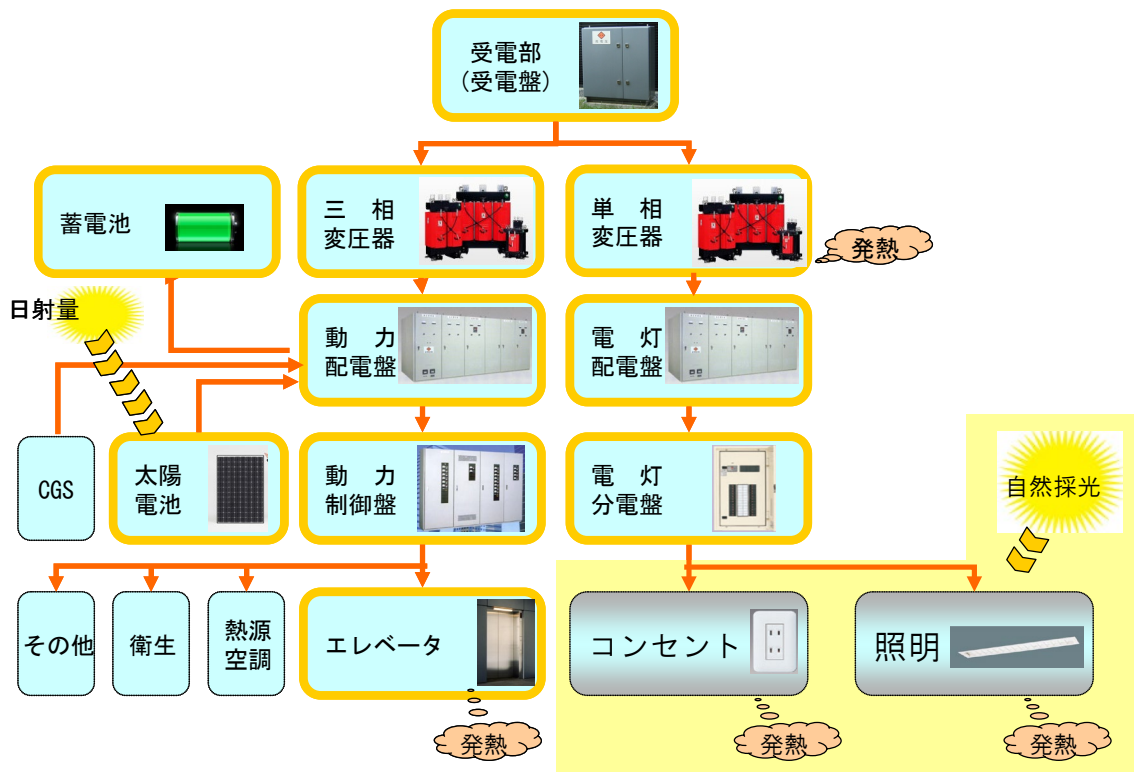 受電部
(受電盤)
蓄電池
三　相
変圧器
単　相
変圧器
発熱
日射量
動　力
配電盤
電　灯
配電盤
CGS
太陽
電池
動　力
制御盤
電　灯
分電盤
自然採光
その他
衛生
熱源
空調
エレベータ
コンセント
照明
発熱
発熱
発熱